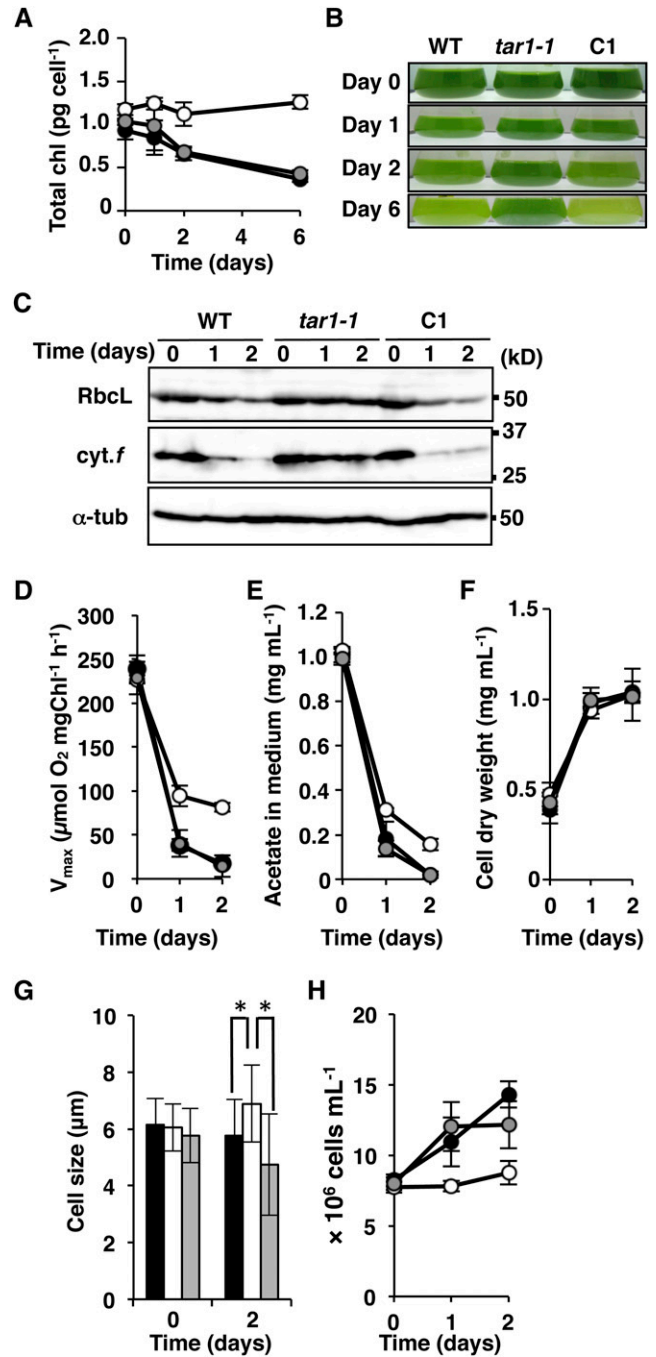 A
Total chl (pg cell⁻¹)
2.0
1.5
1.0
0.5
0
0 2 4 6
Time (days)
B
WT tar1-1 C1
Day 0
Day 1
Day 2
Day 6
C
WT tar1-1 C1
Time (days) 0 1 2 0 1 2 0 1 2 (kD)
RbcL 50
37
cyt.f
25
α-tub 50
D
Vmax (µmol O₂ mgChl⁻¹ h⁻¹)
300
250
200
150
100
50
0
0 1 2
Time (days)
E
Acetate in medium (mg mL⁻¹)
1.2
1.0
0.8
0.6
0.4
0.2
0
0 1 2
Time (days)
F
Cell dry weight (mg mL⁻¹)
1.5
1.0
0.5
0
0 1 2
Time (days)
G
Cell size (µm)
10
8
6
4
2
0
* *
0 2
Time (days)
H
× 10⁶ cells mL⁻¹
20
15
10
5
0
0 1 2
Time (days)